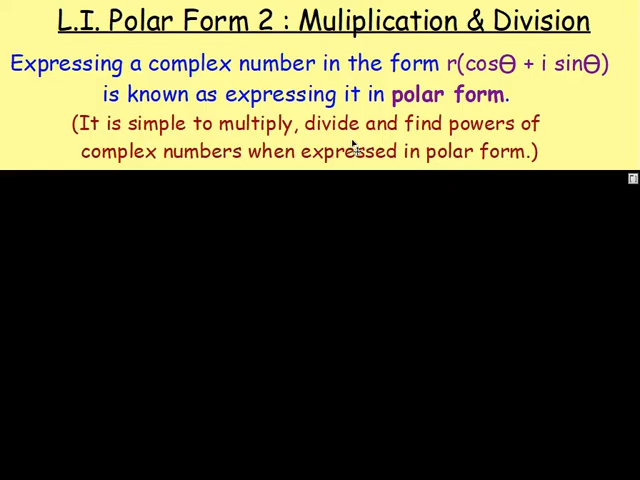 L.I. Polar Form 2 : Muliplication & Division
Expressing a complex number in the form r(cosΘ + i sinΘ)
is known as expressing it in polar form.
(It is simple to multiply, divide and find powers of
complex numbers when expressed in polar form.)